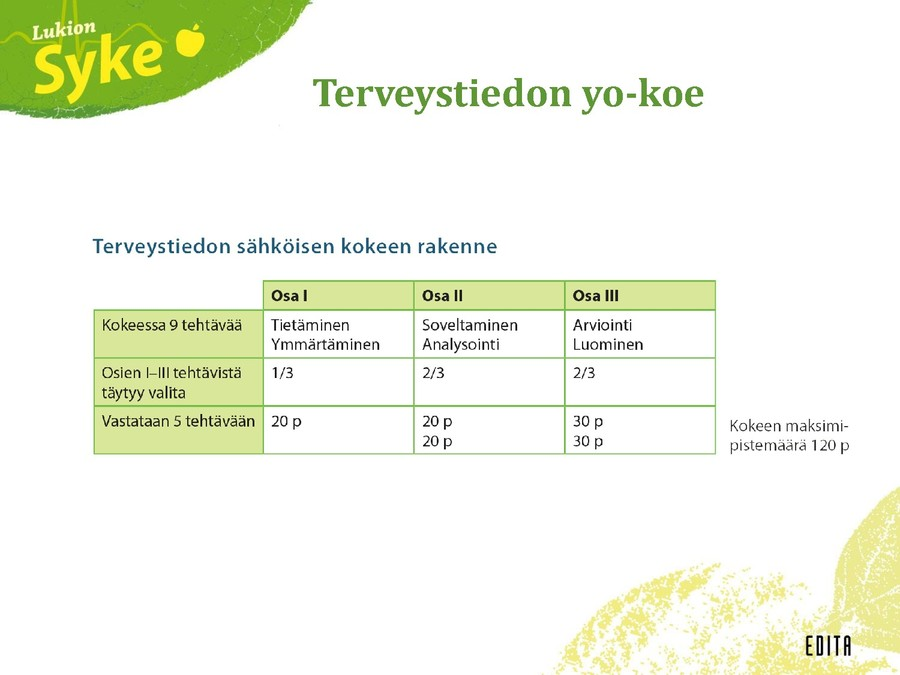 Lukion
Syke
Terveystiedon yo-koe
Terveystiedon sähköisen kokeen rakenne
Osa I Osa II Osa III
Kokeessa 9 tehtävää Tietäminen Soveltaminen Arviointi
Ymmärtäminen Analysointi Luominen
Osien I–III tehtävistä 1/3 2/3 2/3
täytyy valita
Vastataan 5 tehtävään 20 p 20 p 30 p
20 p 30 p
Kokeen maksimi-
pistemäärä 120 p
EDITA